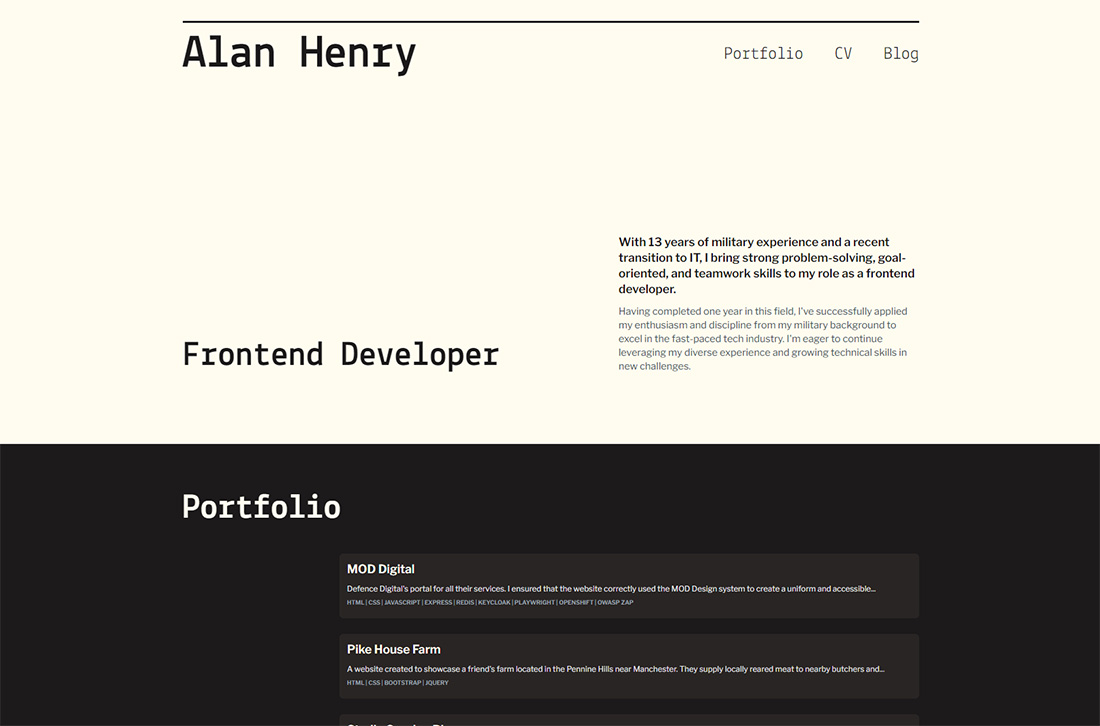 Alan Henry
Portfolio CV Blog
With 13 years of military experience and a recent
transition to IT, I bring strong problem-solving, goal-
oriented, and teamwork skills to my role as a frontend
developer.
Having completed one year in this field, I've successfully applied
my enthusiasm and discipline from my military background to
excel in the fast-paced tech industry. I'm eager to continue
leveraging my diverse experience and growing technical skills in
new challenges.
Frontend Developer
Portfolio
MOD Digital
Defence Digital's portal for all their services. I ensured that the website correctly used the MOD Design system to create a uniform and accessible...
HTML | CSS | JAVASCRIPT | EXPRESS | REDIS | KEYCLOAK | PLAYWRIGHT | OPENSHIFT | OWASP ZAP
Pike House Farm
A website created to showcase a friend's farm located in the Pennine Hills near Manchester. They supply locally reared meat to nearby butchers and...
HTML | CSS | BOOTSTRAP | JQUERY